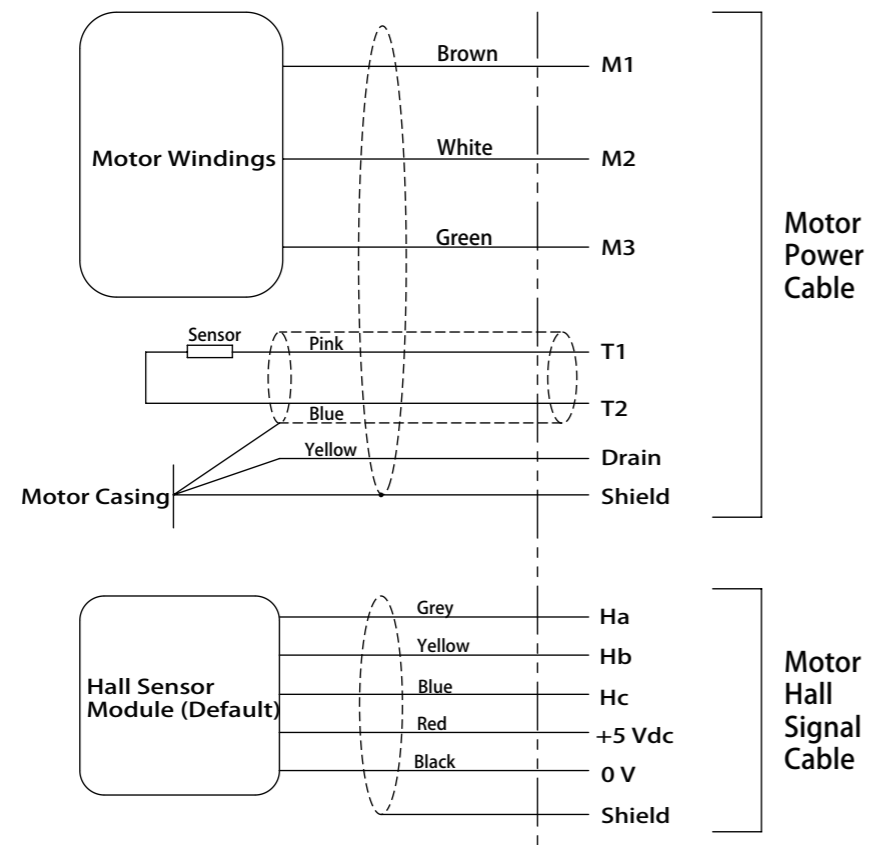 Brown
M1
Motor Windings
White
M2
Green
M3
Motor
Power
Cable
Sensor
Pink
T1
Blue
T2
Yellow
Drain
Motor Casing
Shield
Grey
Ha
Yellow
Hb
Hall Sensor
Module (Default)
Blue
Hc
Red
+5 Vdc
Black
0 V
Shield
Motor
Hall
Signal
Cable